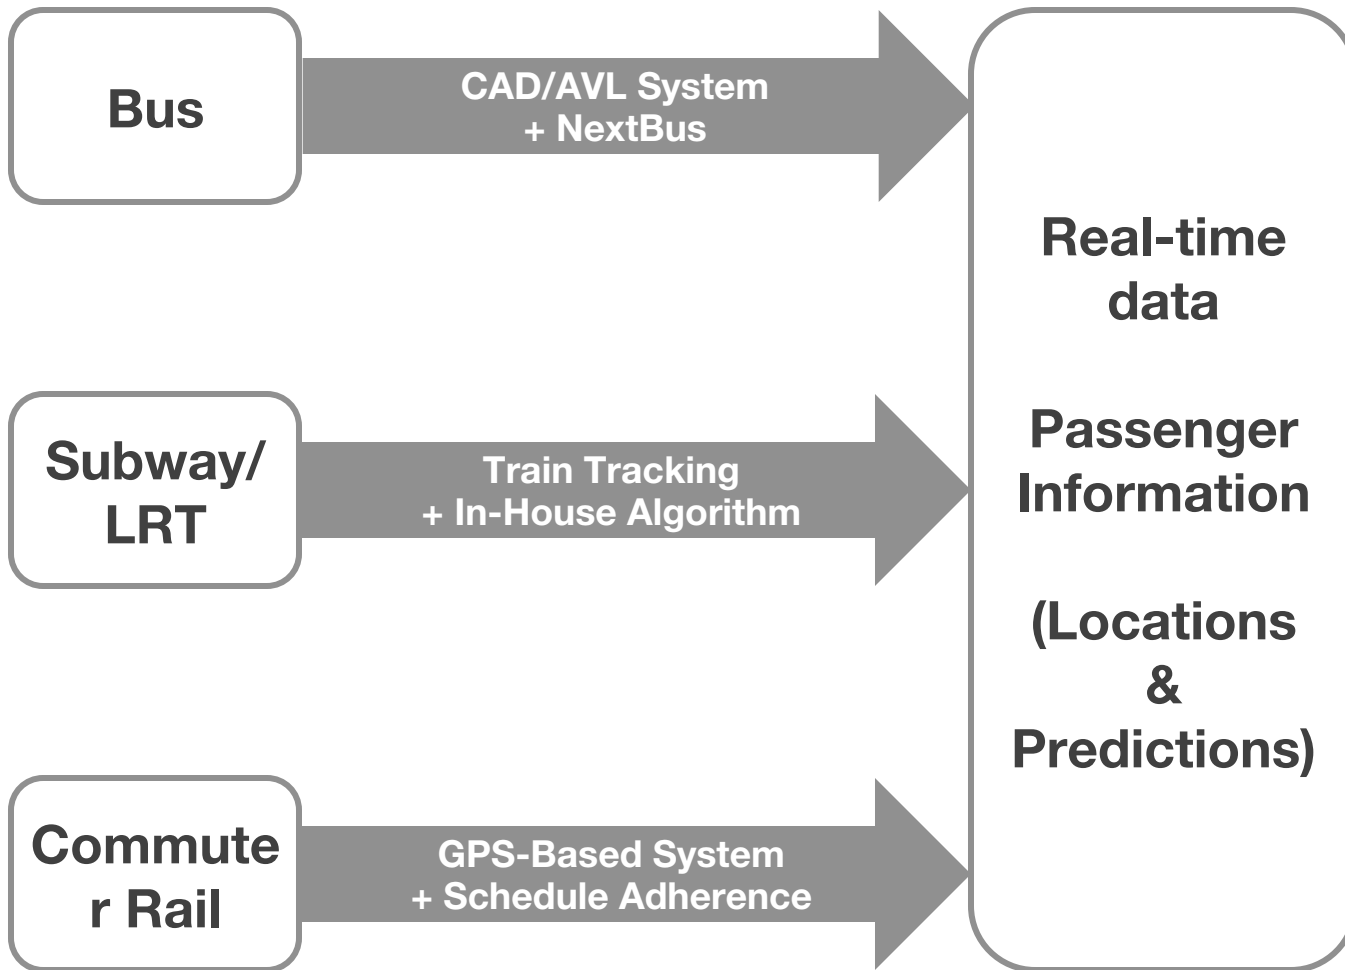 Bus
CAD/AVL System
+ NextBus
Subway/
LRT
Train Tracking
+ In-House Algorithm
Commute
r Rail
GPS-Based System
+ Schedule Adherence
Real-time
data
Passenger
Information
(Locations
&
Predictions)